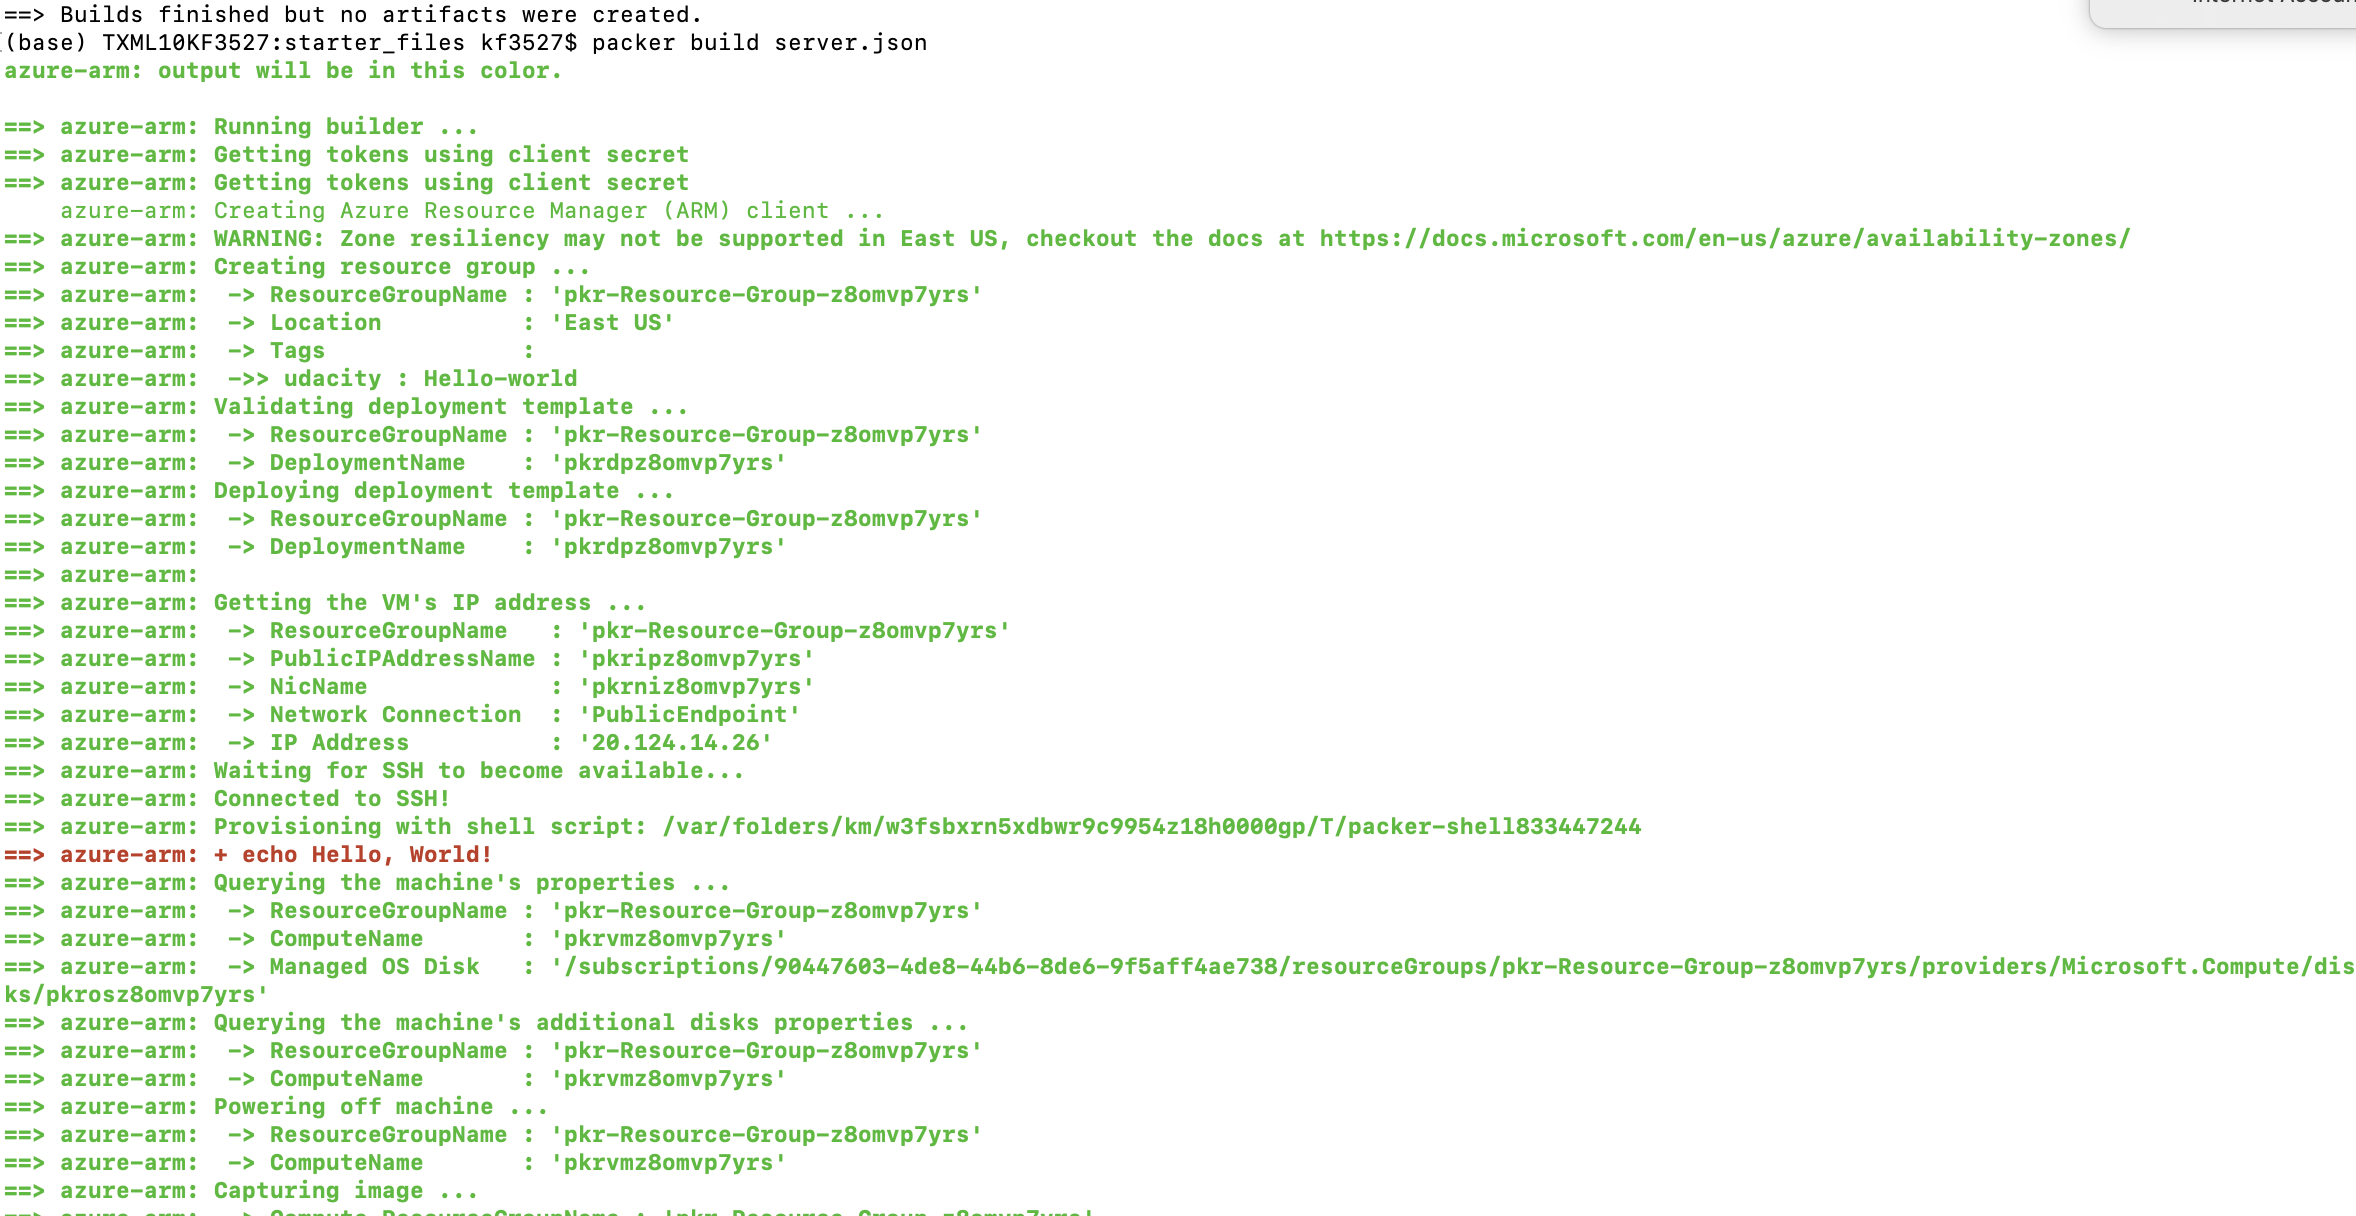 ==> Builds finished but no artifacts were created.
(base) TXML10KF3527:starter_files kf3527$ packer build server.json
azure-arm: output will be in this color.

==> azure-arm: Running builder ...
==> azure-arm: Getting tokens using client secret
==> azure-arm: Getting tokens using client secret
    azure-arm: Creating Azure Resource Manager (ARM) client ...
==> azure-arm: WARNING: Zone resiliency may not be supported in East US, checkout the docs at https://docs.microsoft.com/en-us/azure/availability-zones/
==> azure-arm: Creating resource group ...
==> azure-arm:  -> ResourceGroupName : 'pkr-Resource-Group-z8omvp7yrs'
==> azure-arm:  -> Location          : 'East US'
==> azure-arm:  -> Tags              :
==> azure-arm:  ->> udacity : Hello-world
==> azure-arm: Validating deployment template ...
==> azure-arm:  -> ResourceGroupName : 'pkr-Resource-Group-z8omvp7yrs'
==> azure-arm:  -> DeploymentName    : 'pkrdpz8omvp7yrs'
==> azure-arm: Deploying deployment template ...
==> azure-arm:  -> ResourceGroupName : 'pkr-Resource-Group-z8omvp7yrs'
==> azure-arm:  -> DeploymentName    : 'pkrdpz8omvp7yrs'
==> azure-arm:
==> azure-arm: Getting the VM's IP address ...
==> azure-arm:  -> ResourceGroupName   : 'pkr-Resource-Group-z8omvp7yrs'
==> azure-arm:  -> PublicIPAddressName : 'pkripz8omvp7yrs'
==> azure-arm:  -> NicName             : 'pkrniz8omvp7yrs'
==> azure-arm:  -> Network Connection  : 'PublicEndpoint'
==> azure-arm:  -> IP Address          : '20.124.14.26'
==> azure-arm: Waiting for SSH to become available...
==> azure-arm: Connected to SSH!
==> azure-arm: Provisioning with shell script: /var/folders/km/w3fsbxrn5xdbwr9c9954z18h0000gp/T/packer-shell833447244
==> azure-arm: + echo Hello, World!
==> azure-arm: Querying the machine's properties ...
==> azure-arm:  -> ResourceGroupName : 'pkr-Resource-Group-z8omvp7yrs'
==> azure-arm:  -> ComputeName       : 'pkrvmz8omvp7yrs'
==> azure-arm:  -> Managed OS Disk   : '/subscriptions/90447603-4de8-44b6-8de6-9f5aff4ae738/resourceGroups/pkr-Resource-Group-z8omvp7yrs/providers/Microsoft.Compute/dis
ks/pkrosz8omvp7yrs'
==> azure-arm: Querying the machine's additional disks properties ...
==> azure-arm:  -> ResourceGroupName : 'pkr-Resource-Group-z8omvp7yrs'
==> azure-arm:  -> ComputeName       : 'pkrvmz8omvp7yrs'
==> azure-arm: Powering off machine ...
==> azure-arm:  -> ResourceGroupName : 'pkr-Resource-Group-z8omvp7yrs'
==> azure-arm:  -> ComputeName       : 'pkrvmz8omvp7yrs'
==> azure-arm: Capturing image ...
==> azure-arm:  -> Compute ResourceGroupName : 'pkr-Resource-Group-z8omvp7yrs'